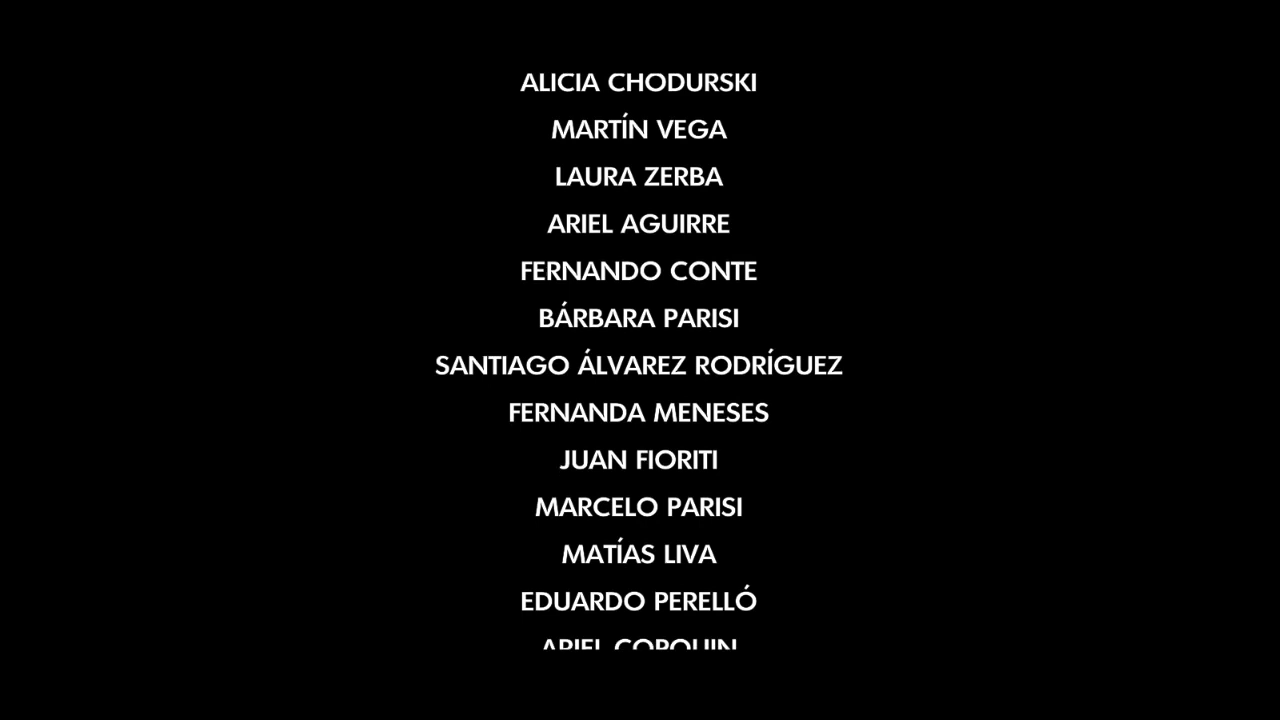 ALICIA CHODURSKI
MARTÍN VEGA
LAURA ZERBA
ARIEL AGUIRRE
FERNANDO CONTE
BÁRBARA PARISI
SANTIAGO ÁLVAREZ RODRÍGUEZ
FERNANDA MENESES
JUAN FIORITI
MARCELO PARISI
MATÍAS LIVA
EDUARDO PERELLÓ
ARIEL